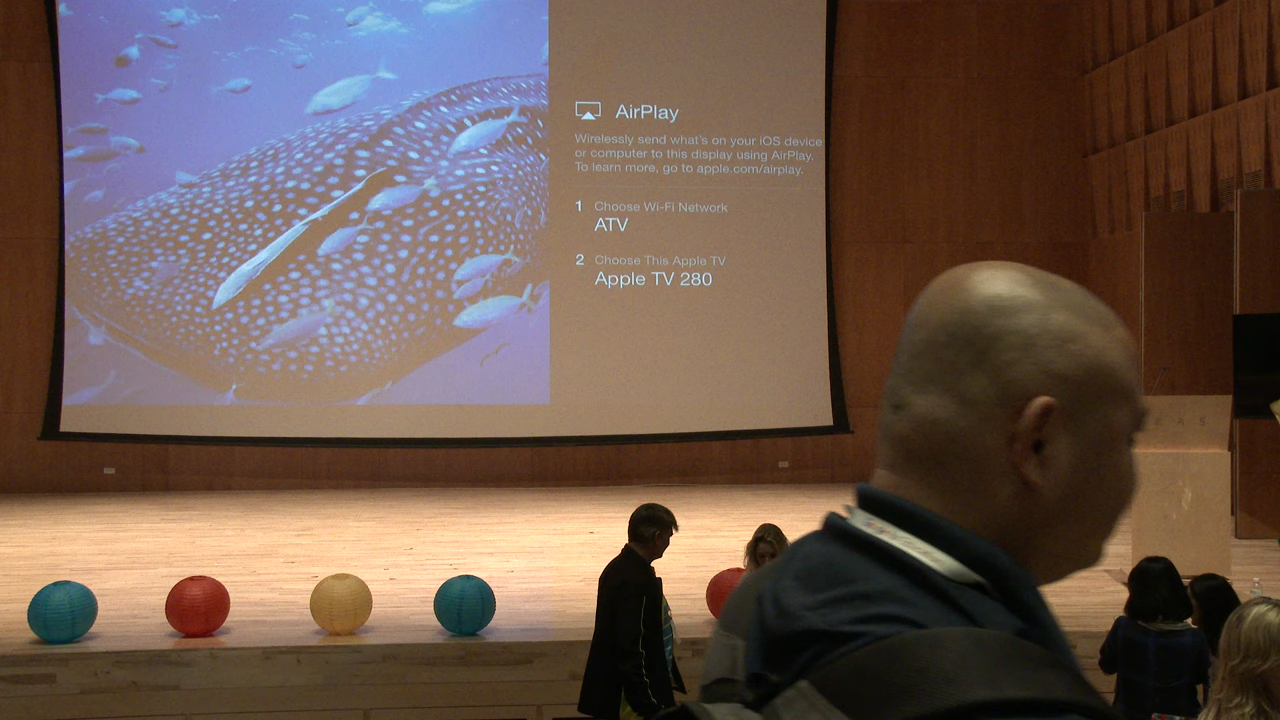 AirPlay
Wirelessly send what's on your iOS device
or computer to this display using AirPlay.
To learn more, go to apple.com/airplay.
1 Choose Wi-Fi Network
ATV
2 Choose This Apple TV
Apple TV 280